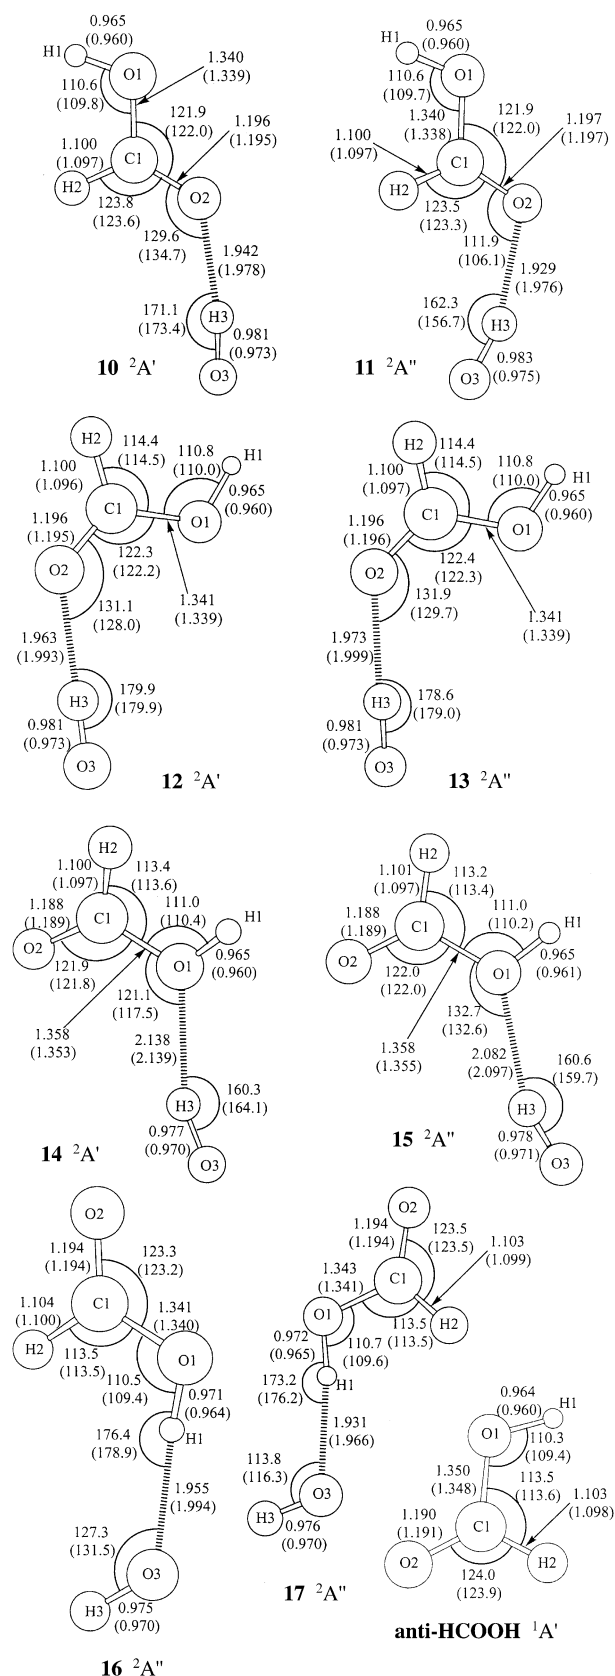 0.965
(0.960)
H1
O1
1.340
(1.339)
110.6
(109.8)
121.9
(122.0)
1.196
(1.195)
1.100
(1.097)
C1
H2
O2
123.8
(123.6)
129.6
(134.7)
1.942
(1.978)
171.1
(173.4)
H3
0.981
(0.973)
O3
10 ²A'
0.965
(0.960)
H1
O1
110.6
(109.7)
1.340
(1.338)
121.9
(122.0)
1.197
(1.197)
1.100
(1.097)
C1
H2
O2
123.5
(123.3)
111.9
(106.1)
1.929
(1.976)
162.3
(156.7)
H3
0.983
(0.975)
O3
11 ²A"
H2
114.4
(114.5)
110.8
(110.0)
H1
1.100
(1.096)
0.965
(0.960)
C1
O1
1.196
(1.195)
122.3
(122.2)
O2
131.1
(128.0)
1.341
(1.339)
1.963
(1.993)
179.9
(179.9)
H3
0.981
(0.973)
O3
12 ²A'
H2
114.4
(114.5)
110.8
(110.0)
H1
1.100
(1.097)
0.965
(0.960)
C1
O1
1.196
(1.196)
122.4
(122.3)
O2
131.9
(129.7)
1.341
(1.339)
1.973
(1.999)
178.6
(179.0)
H3
0.981
(0.973)
O3
13 ²A"
H2
1.100
(1.097)
113.4
(113.6)
111.0
(110.4)
H1
1.188
(1.189)
C1
O2
O1
0.965
(0.960)
121.9
(121.8)
121.1
(117.5)
1.358
(1.353)
2.138
(2.139)
160.3
(164.1)
H3
0.977
(0.970)
O3
14 ²A'
H2
1.101
(1.097)
113.2
(113.4)
111.0
(110.2)
H1
1.188
(1.189)
C1
O2
O1
0.965
(0.961)
122.0
(122.0)
132.7
(132.6)
1.358
(1.355)
2.082
(2.097)
160.6
(159.7)
H3
0.978
(0.971)
O3
15 ²A"
O2
1.194
(1.194)
123.3
(123.2)
1.104
(1.100)
C1
1.341
(1.340)
H2
113.5
(113.5)
O1
110.5
(109.4)
0.971
(0.964)
H1
176.4
(178.9)
1.955
(1.994)
127.3
(131.5)
O3
H3
0.975
(0.970)
16 ²A"
O2
1.194
(1.194)
123.5
(123.5)
1.103
(1.099)
1.343
(1.341)
C1
O1
H2
113.5
(113.5)
0.972
(0.965)
110.7
(109.6)
173.2
(176.2)
H1
1.931
(1.966)
113.8
(116.3)
O3
H3
0.976
(0.970)
17 ²A"
0.964
(0.960)
H1
O1
110.3
(109.4)
1.350
(1.348)
113.5
(113.6)
1.103
(1.098)
1.190
(1.191)
C1
O2
H2
124.0
(123.9)
anti-HCOOH ¹A'